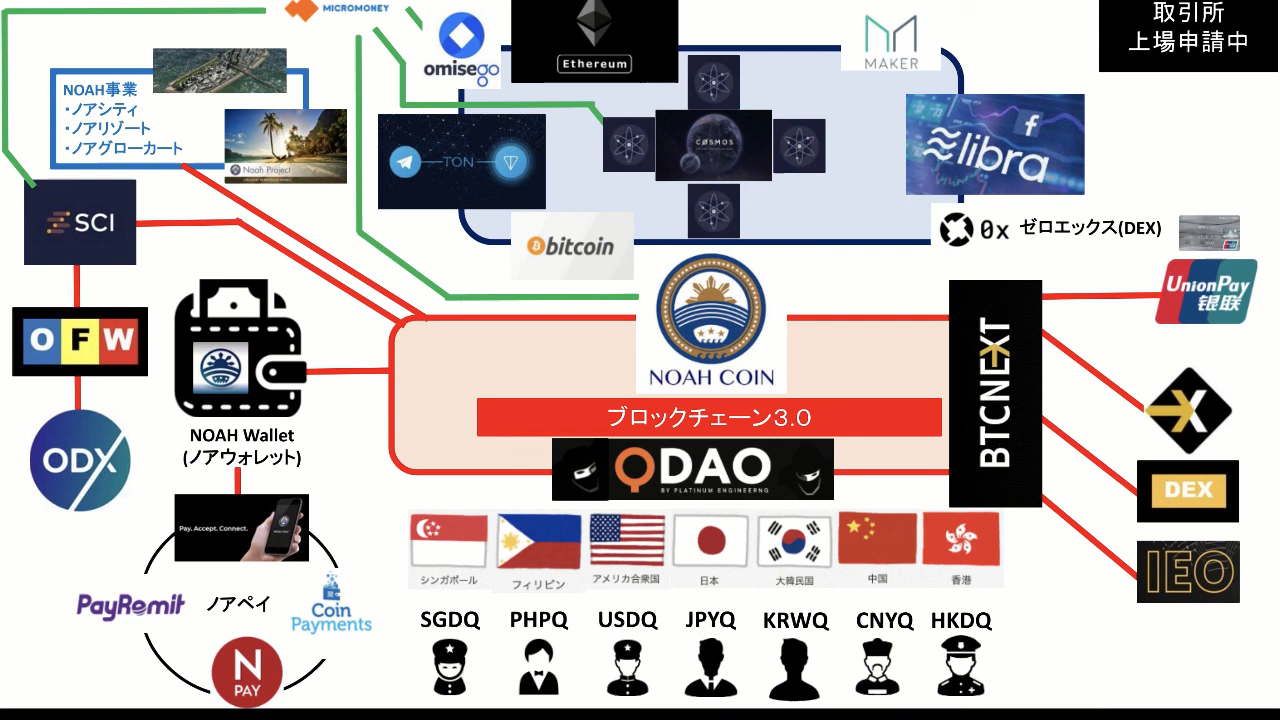 MICROMONEY
omisego
Ethereum
MAKER
取引所
上場申請中
NOAH事業
・ノアシティ
・ノアリゾート
・ノアグローカート
Noah Project
TON
COSMOS
f
libra
SCI
bitcoin
0x
ゼロエックス(DEX)
UnionPay
银联
OFW
NOAH COIN
BTCNEXT
ブロックチェーン3.0
X
NOAH Wallet
(ノアウォレット)
ODX
QDAO
BY PLATINUM ENGINEERNG
DEX
Pay. Accept. Connect.
IEO
シンガポール
フィリピン
アメリカ合衆国
日本
大韓民国
中国
香港
PayRemit
ノアペイ
Coin
Payments
SGDQ
PHPQ
USDQ
JPYQ
KRWQ
CNYQ
HKDQ
N
PAY